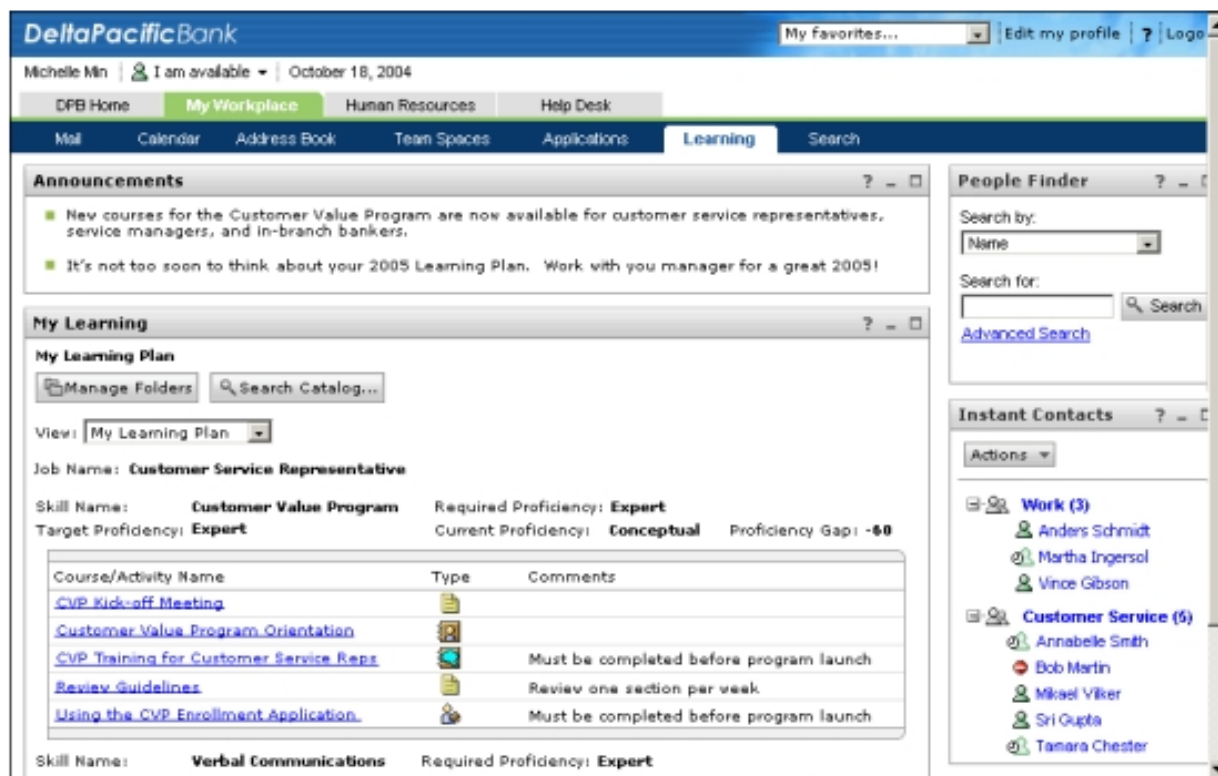 DeltaPacificBank
My favorites... Edit my profile ? Logo
Michelle Min I am available October 18, 2004
DPB Home My Workplace Human Resources Help Desk
Mail Calendar Address Book Team Spaces Applications Learning Search
Announcements ?
New courses for the Customer Value Program are now available for customer service representatives,
service managers, and in-branch bankers.
It's not too soon to think about your 2005 Learning Plan. Work with you manager for a great 2005!
My Learning ?
My Learning Plan
Manage Folders Search Catalog...
View: My Learning Plan
Job Name: Customer Service Representative
Skill Name: Customer Value Program Required Proficiency: Expert
Target Proficiency: Expert Current Proficiency: Conceptual Proficiency Gap: -60
Course/Activity Name Type Comments
CVP Kick-off Meeting
Customer Value Program Orientation
CVP Training for Customer Service Reps Must be completed before program launch
Review Guidelines Review one section per week
Using the CVP Enrollment Application. Must be completed before program launch
Skill Name: Verbal Communications Required Proficiency: Expert
People Finder ?
Search by:
Name
Search for:
Search
Advanced Search
Instant Contacts ?
Actions
Work (3)
Anders Schmidt
Martha Ingersol
Vince Gibson
Customer Service (5)
Annabelle Smith
Bob Martin
Mikael Vilker
Sri Gupta
Tamara Chester